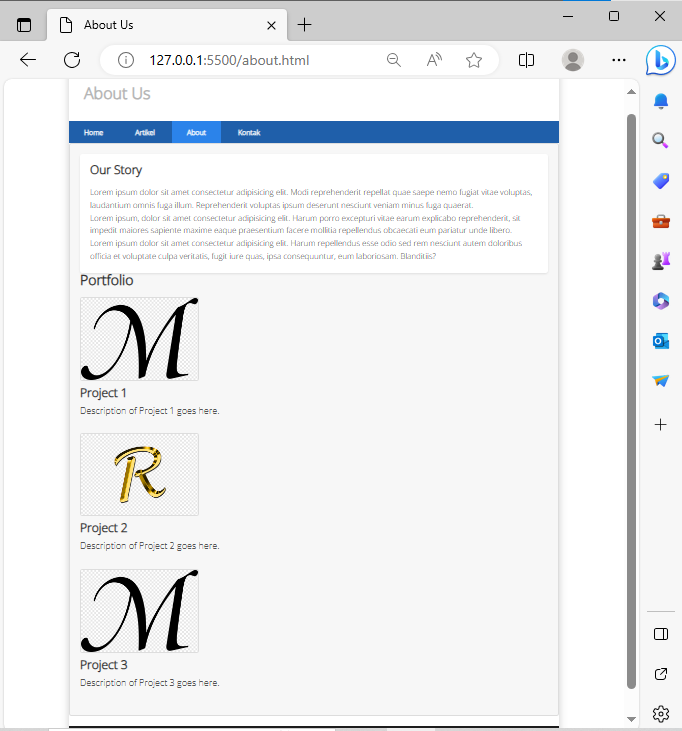 About Us
127.0.0.1:5500/about.html
About Us
Home Artikel About Kontak
Our Story
Lorem ipsum dolor sit amet consectetur adipisicing elit. Modi reprehenderit repellat quae saepe nemo fugiat vitae voluptas,
laudantium omnis fuga illum. Reprehenderit voluptas ipsum deserunt nesciunt veniam minus fuga quaerat.
Lorem ipsum, dolor sit amet consectetur adipisicing elit. Harum porro excepturi vitae earum explicabo reprehenderit, sit
impedit maiores sapiente maxime eaque praesentium facere mollitia repellendus obcaecati eum pariatur unde libero.
Lorem ipsum dolor sit amet consectetur adipisicing elit. Harum repellendus esse odio sed rem nesciunt autem doloribus
officia et voluptate culpa veritatis, fugit iure quas, ipsa consequuntur, eum laboriosam. Blanditiis?
Portfolio
M
Project 1
Description of Project 1 goes here.
R
Project 2
Description of Project 2 goes here.
M
Project 3
Description of Project 3 goes here.